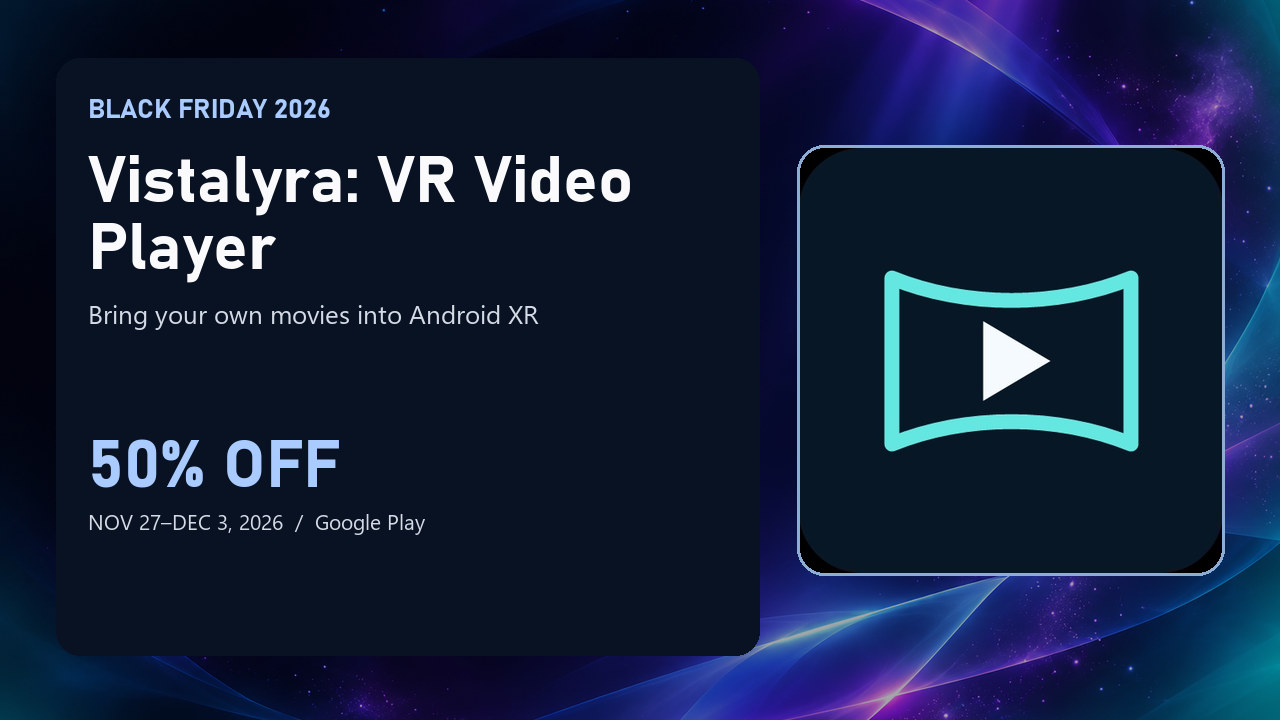 BLACK FRIDAY 2026
Vistalyra: VR Video
Player
Bring your own movies into Android XR
50% OFF
NOV 27–DEC 3, 2026 / Google Play